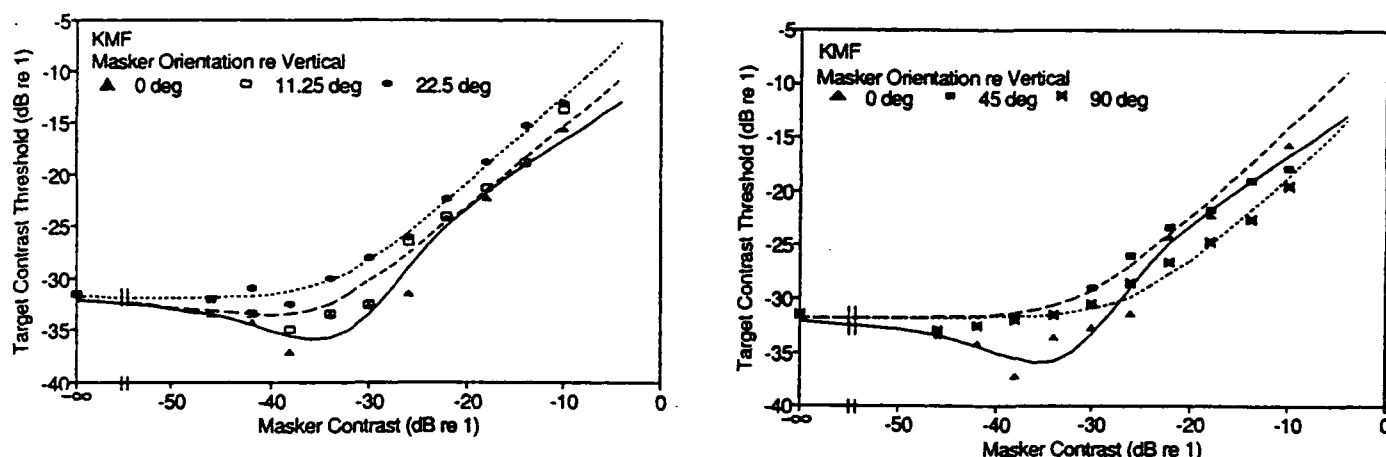 KMF
Masker Orientation re Vertical
0 deg 11.25 deg 22.5 deg
Target Contrast Threshold (dB re 1)
-5
-10
-15
-20
-25
-30
-35
-40
-∞ -50 -40 -30 -20 -10 0
Masker Contrast (dB re 1)
KMF
Masker Orientation re Vertical
0 deg 45 deg 90 deg
Target Contrast Threshold (dB re 1)
-5
-10
-15
-20
-25
-30
-35
-40
-∞ -50 -40 -30 -20 -10 0
Masker Contrast (dB re 1)